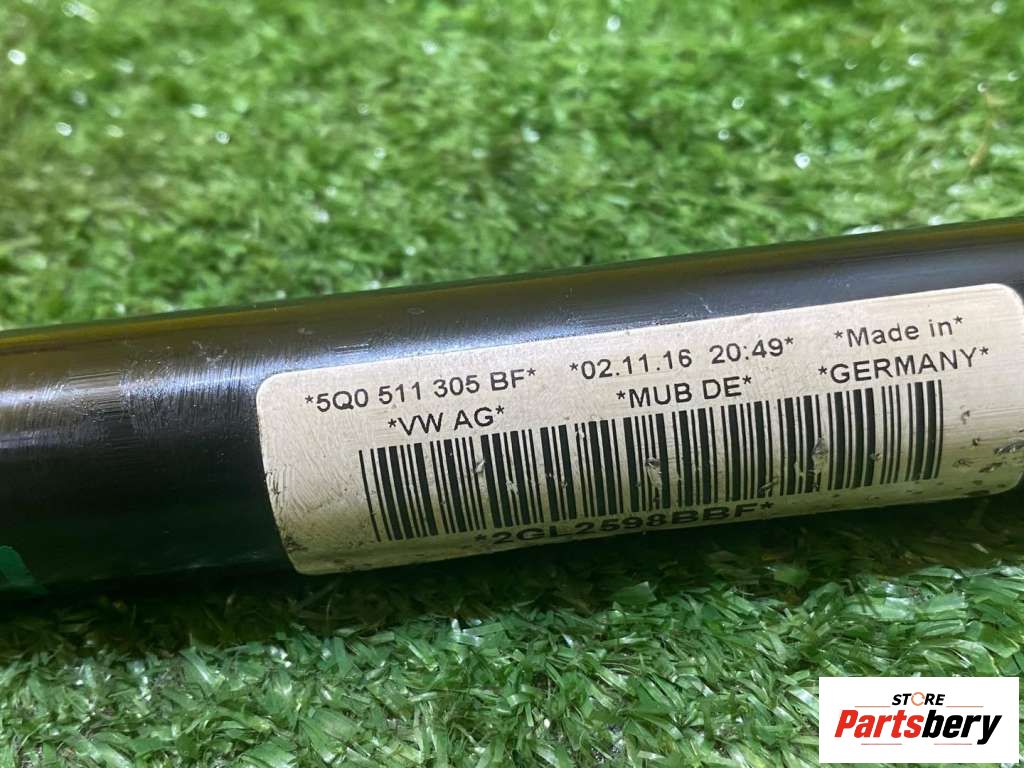 *5Q0 511 305 BF* *02.11.16 20:49* *Made in*
*VW AG* *MUB DE* *GERMANY*
*2GL2598BBF*
STORE
Partsbery